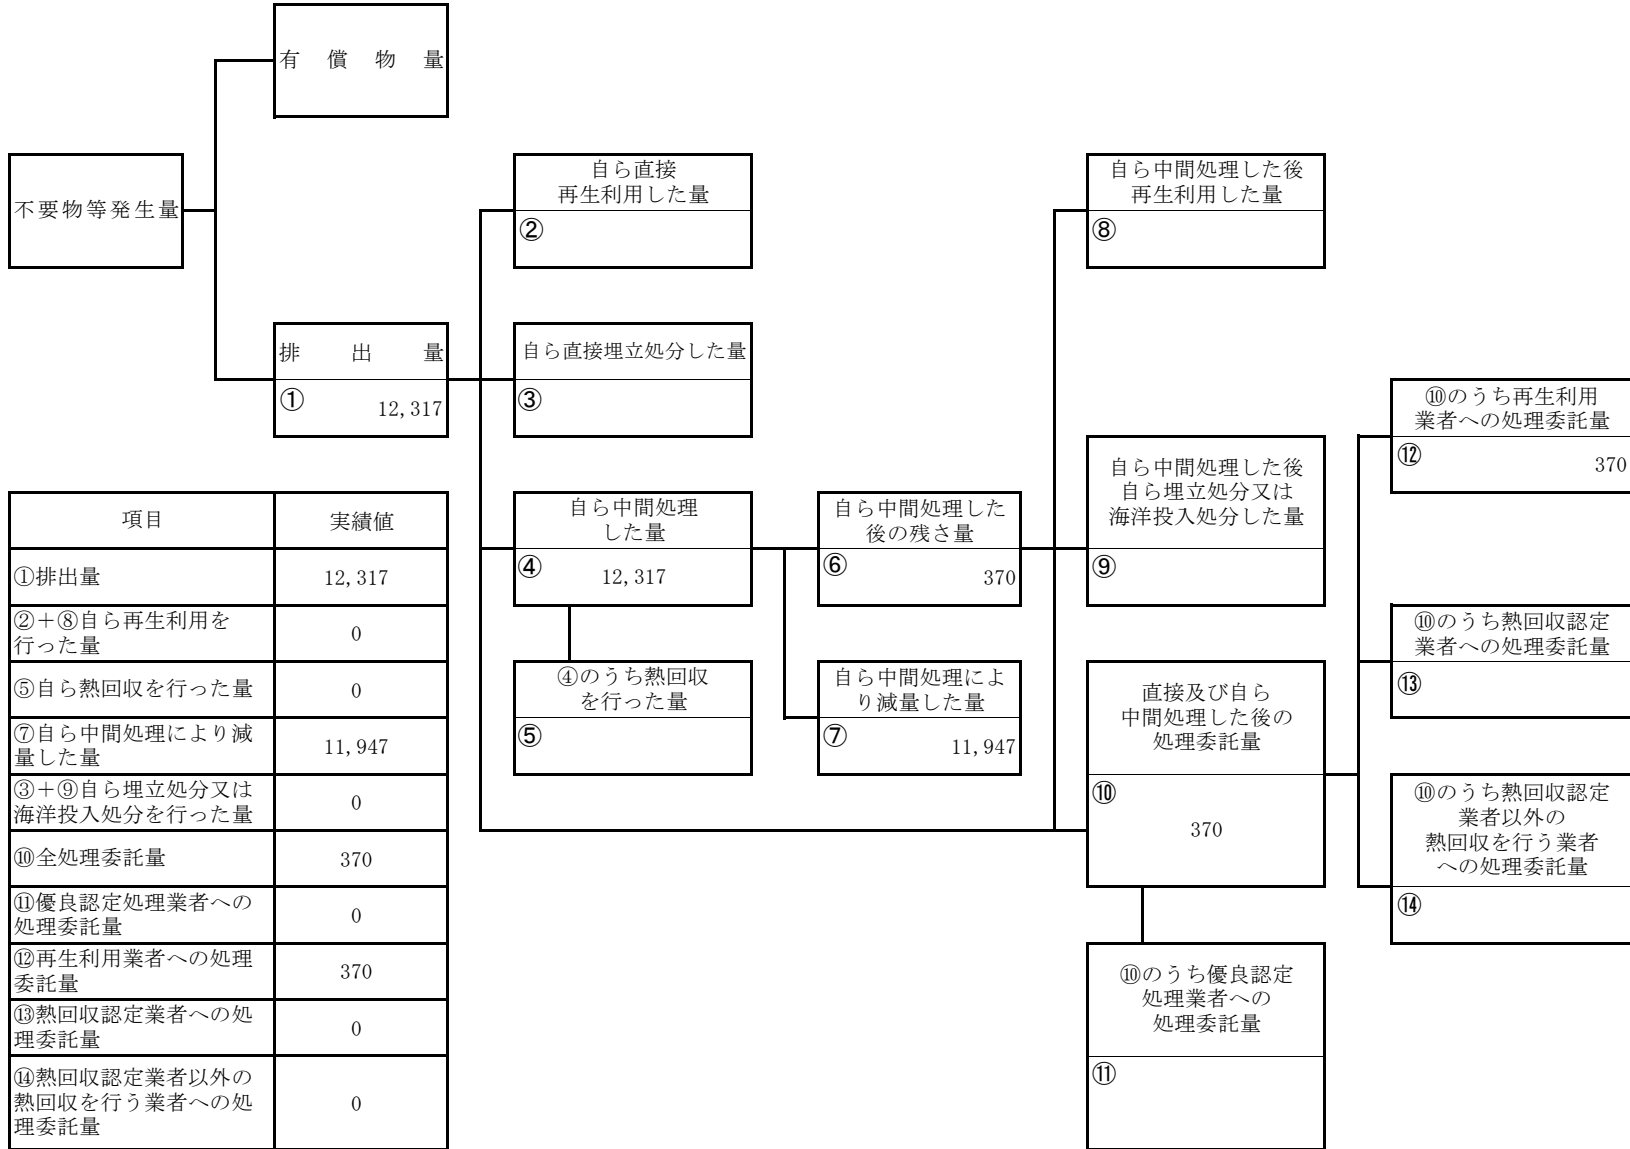 有償物量
不要物等発生量
排出量
①
12,317
自ら直接
再生利用した量
②
自ら直接埋立処分した量
③
自ら中間処理
した量
④
12,317
④のうち熱回収
を行った量
⑤
自ら中間処理した
後の残さ量
⑥
370
自ら中間処理によ
り減量した量
⑦
11,947
自ら中間処理した後
再生利用した量
⑧
自ら中間処理した後
自ら埋立処分又は
海洋投入処分した量
⑨
直接及び自ら
中間処理した後の
処理委託量
⑩
370
⑩のうち優良認定
処理業者への
処理委託量
⑪
⑩のうち再生利用
業者への処理委託量
⑫
370
⑩のうち熱回収認定
業者への処理委託量
⑬
⑩のうち熱回収認定
業者以外の
熱回収を行う業者
への処理委託量
⑭
項目 実績値
①排出量 12,317
②＋⑧自ら再生利用を
行った量 0
⑤自ら熱回収を行った量 0
⑦自ら中間処理により減
量した量 11,947
③＋⑨自ら埋立処分又は
海洋投入処分を行った量 0
⑩全処理委託量 370
⑪優良認定処理業者への
処理委託量 0
⑫再生利用業者への処理
委託量 370
⑬熱回収認定業者への処
理委託量 0
⑭熱回収認定業者以外の
熱回収を行う業者への処
理委託量 0